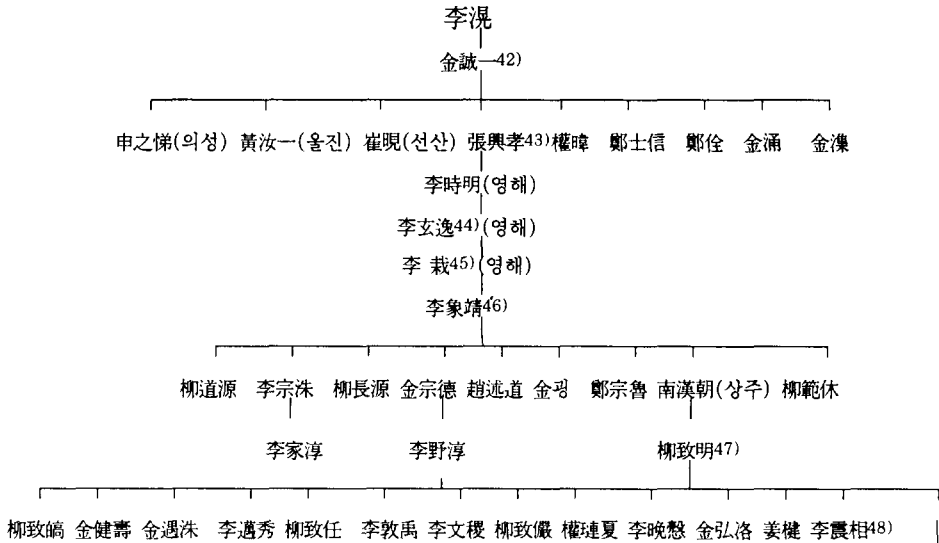 李滉
金誠一42)
申之悌(의성) 黃汝一(울진) 崔晛(선산) 張興孝43) 權暐 鄭士信 鄭佺 金涌 金澲
李時明(영해)
李玄逸44)(영해)
李 栽45)(영해)
李象靖46)
柳道源 李宗洙 柳長源 金宗德 趙述道 金굉 鄭宗魯 南漢朝(상주) 柳範休
李家淳 李野淳 柳致明47)
柳致皜 金健壽 金遇洙 李邁秀 柳致任 李敦禹 李文稷 柳致儼 權璉夏 李晩慤 金弘洛 姜楗 李震相48)